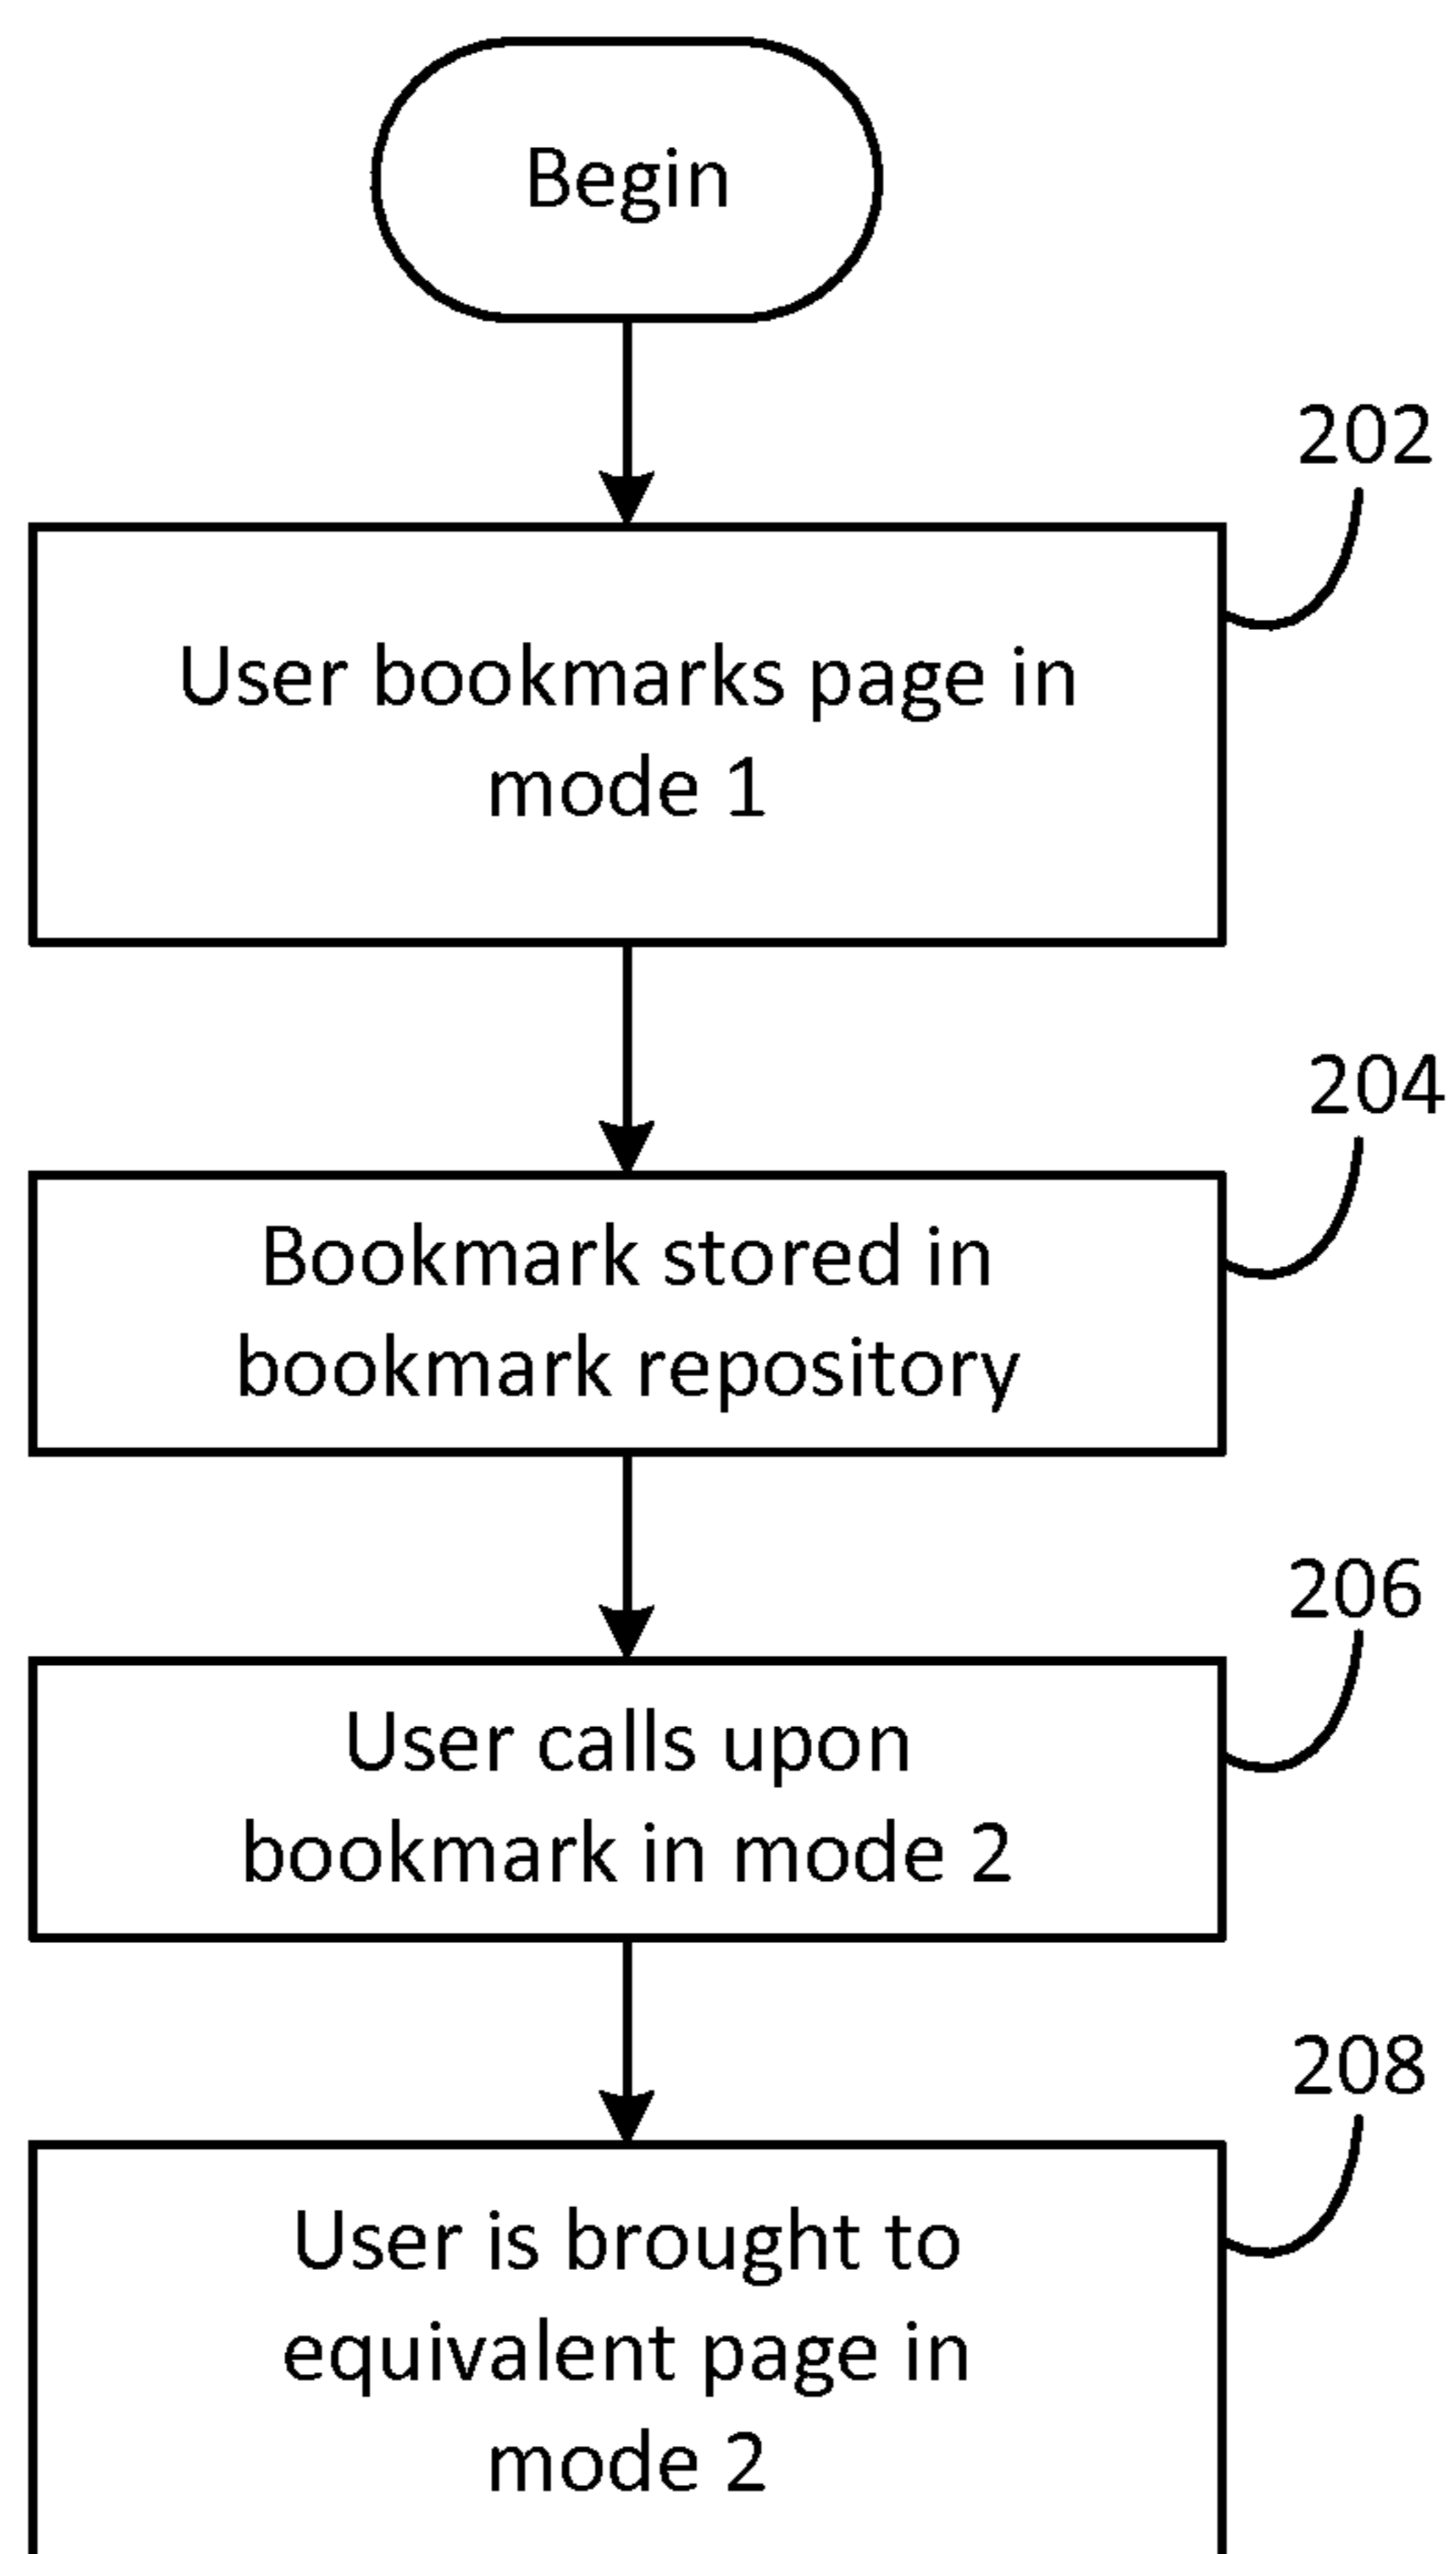 Begin
202
User bookmarks page in
mode 1
204
Bookmark stored in
bookmark repository
206
User calls upon
bookmark in mode 2
208
User is brought to
equivalent page in
mode 2